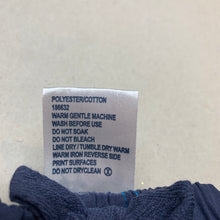 POLYESTER/COTTON
186632
WARM GENTLE MACHINE
WASH BEFORE USE
DO NOT SOAK
DO NOT BLEACH
LINE DRY / TUMBLE DRY WARM
WARM IRON REVERSE SIDE
PRINT SURFACES
DO NOT DRYCLEAN